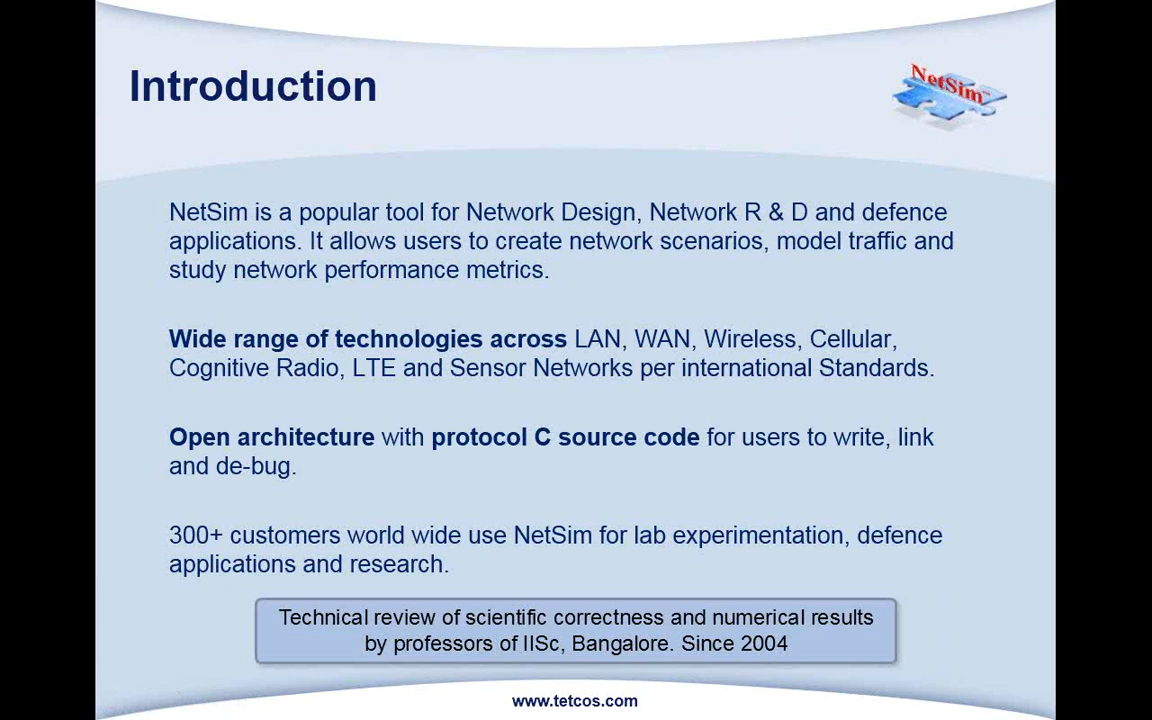 Introduction
NetSim™
NetSim is a popular tool for Network Design, Network R & D and defence
applications. It allows users to create network scenarios, model traffic and
study network performance metrics.
Wide range of technologies across LAN, WAN, Wireless, Cellular,
Cognitive Radio, LTE and Sensor Networks per international Standards.
Open architecture with protocol C source code for users to write, link
and de-bug.
300+ customers world wide use NetSim for lab experimentation, defence
applications and research.
Technical review of scientific correctness and numerical results
by professors of IISc, Bangalore. Since 2004
www.tetcos.com